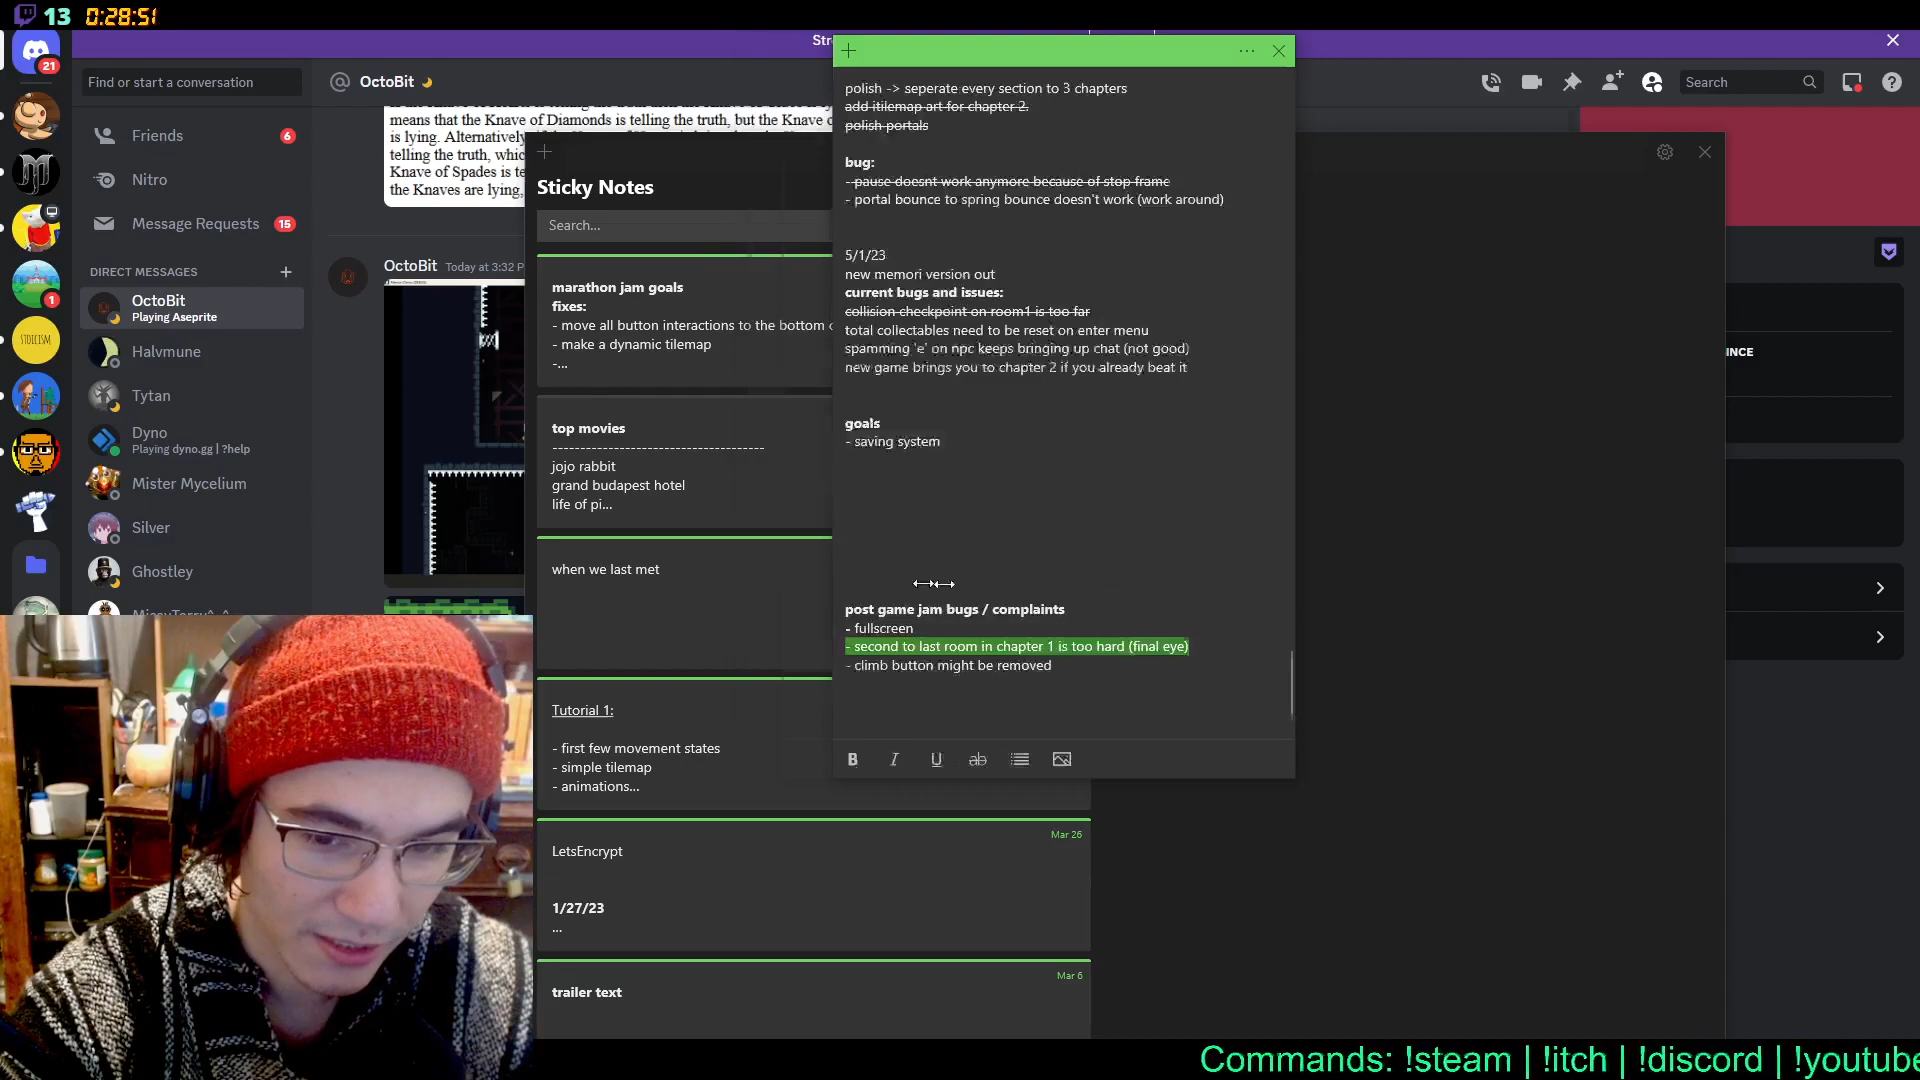 13 0:28:51
Str
21
Find or start a conversation
OctoBit
Search
Friends
6
Nitro
Message Requests
15
DIRECT MESSAGES
OctoBit
Playing Aseprite
Halvmune
Tytan
Dyno
Playing dyno.gg | ?help
Mister Mycelium
Silver
Ghostley
STOICISM
1
means that the Knave of Diamonds is telling the truth, but the Knave o
is lying. Alternatively,
telling the truth, whic
Knave of Spades is te
the Knaves are lying,
OctoBit Today at 3:32 P
Sticky Notes
Search...
marathon jam goals
fixes:
- move all button interactions to the bottom o
- make a dynamic tilemap
-...
top movies
------------------------------------
jojo rabbit
grand budapest hotel
life of pi...
when we last met
Tutorial 1:
- first few movement states
- simple tilemap
- animations...
Mar 26
LetsEncrypt
1/27/23
...
Mar 6
trailer text
polish -> seperate every section to 3 chapters
add itilemap art for chapter 2.
polish portals
bug:
- pause doesnt work anymore because of stop frame
- portal bounce to spring bounce doesn't work (work around)
5/1/23
new memori version out
current bugs and issues:
collision checkpoint on room1 is too far
total collectables need to be reset on enter menu
spamming 'e' on npc keeps bringing up chat (not good)
new game brings you to chapter 2 if you already beat it
goals
- saving system
post game jam bugs / complaints
- fullscreen
- second to last room in chapter 1 is too hard (final eye)
- climb button might be removed
B I U ab
INCE
Commands: !steam | !itch | !discord | !youtube